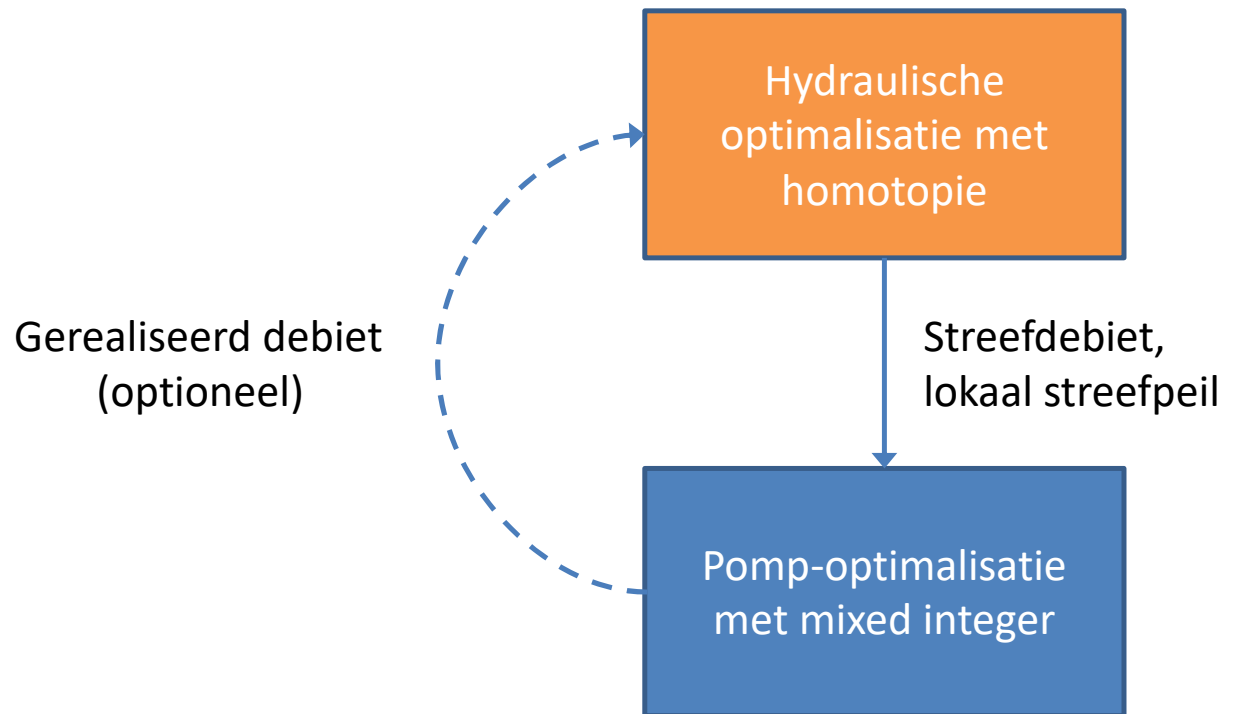 Hydraulische
optimalisatie met
homotopie
Gerealiseerd debiet
(optioneel)
Streefdebiet,
lokaal streefpeil
Pomp-optimalisatie
met mixed integer